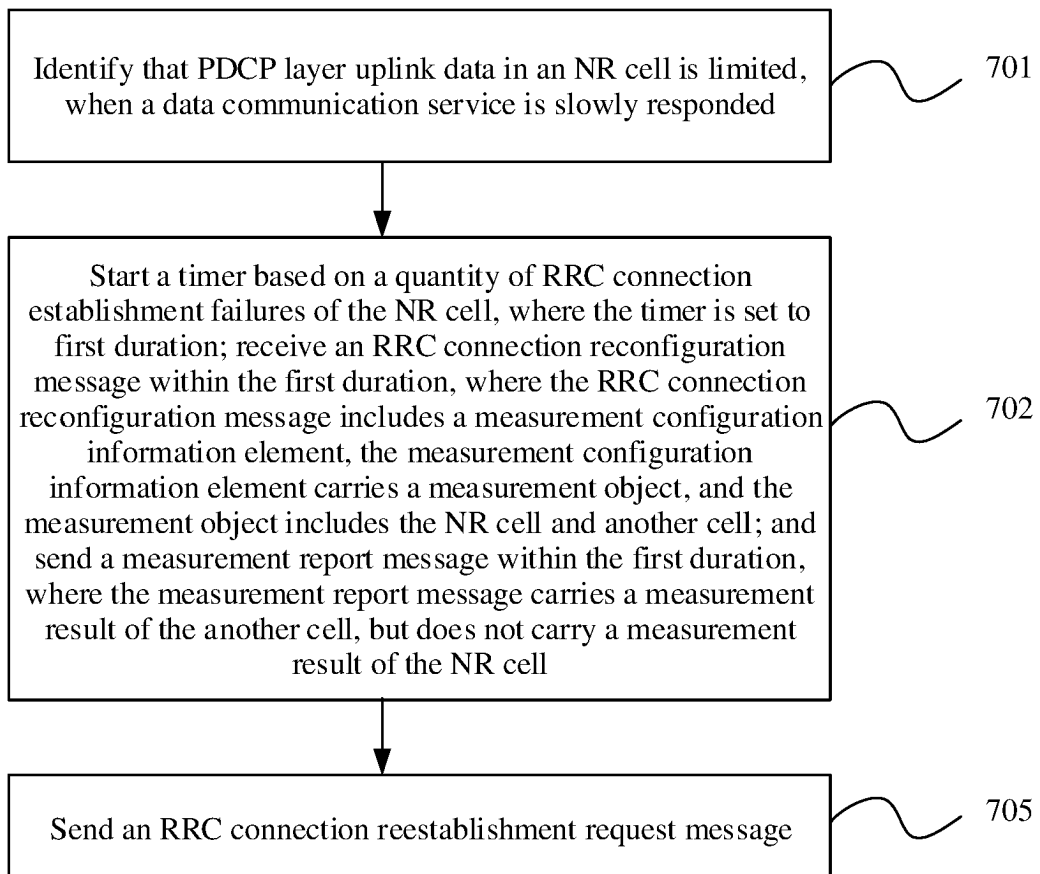 Identify that PDCP layer uplink data in an NR cell is limited,
when a data communication service is slowly responded
701
Start a timer based on a quantity of RRC connection
establishment failures of the NR cell, where the timer is set to
first duration; receive an RRC connection reconfiguration
message within the first duration, where the RRC connection
reconfiguration message includes a measurement configuration
information element, the measurement configuration
information element carries a measurement object, and the
measurement object includes the NR cell and another cell; and
send a measurement report message within the first duration,
where the measurement report message carries a measurement
result of the another cell, but does not carry a measurement
result of the NR cell
702
Send an RRC connection reestablishment request message
705